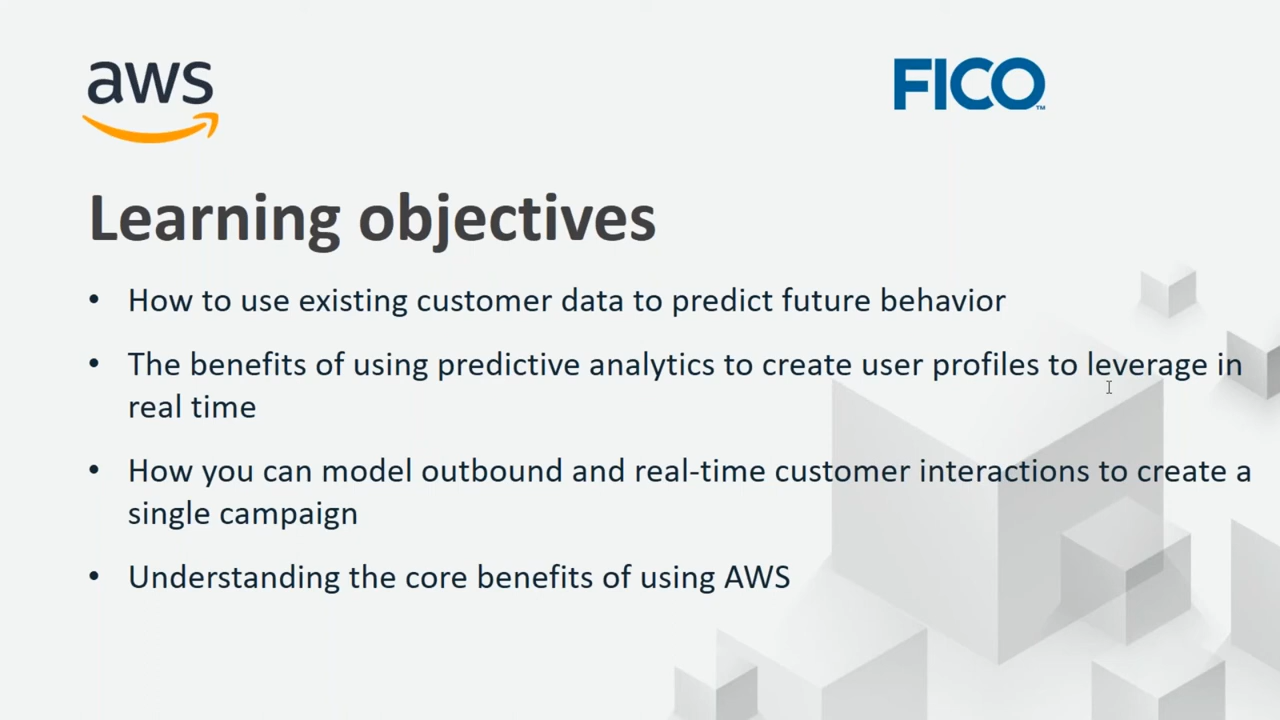 aws
FICO™
Learning objectives
• How to use existing customer data to predict future behavior
• The benefits of using predictive analytics to create user profiles to leverage in
real time
• How you can model outbound and real-time customer interactions to create a
single campaign
• Understanding the core benefits of using AWS